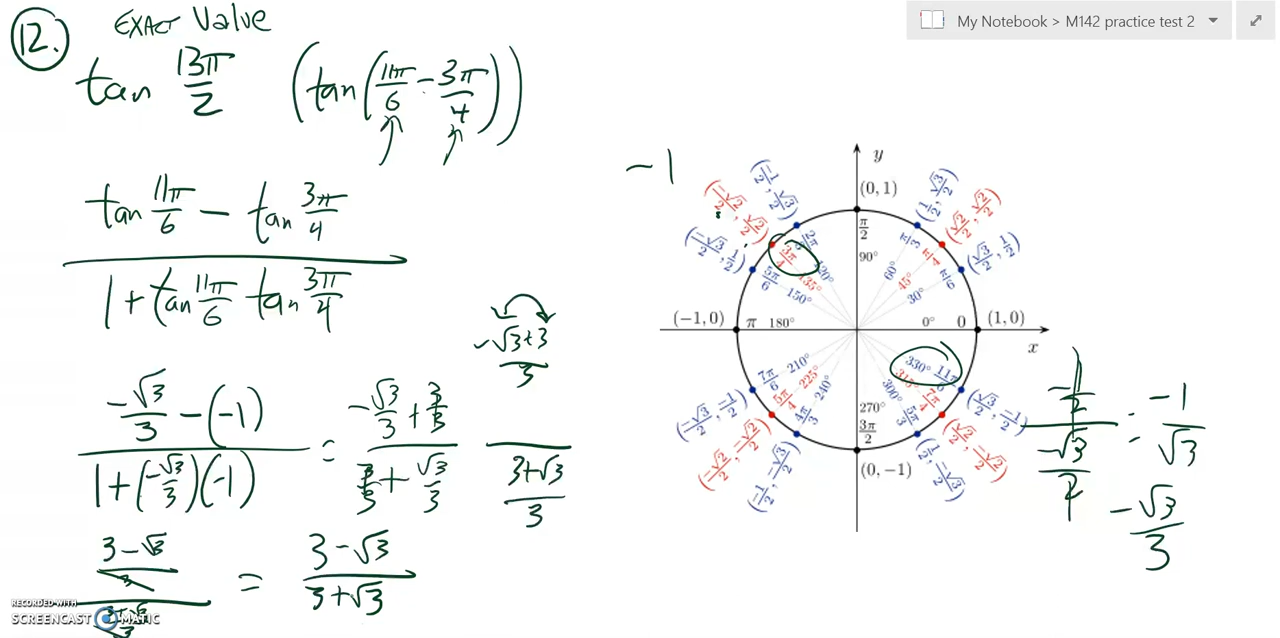 My Notebook > M142 practice test 2
12. EXACT Value
tan 13π/2 (tan(11π/6 - 3π/4))
tan 11π/6 - tan 3π/4
1 + tan 11π/6 tan 3π/4
-√3+3
3
-√3/3 - (-1) = -√3/3 + 3/3
1 + (-√3/3)(-1) 3/3 + √3/3
3+√3
3
3-√3 = 3-√3
3 3+√3
3+√3
3
-1
y
(0, 1)
(-1/2, √3/2) (1/2, √3/2)
(-√2/2, √2/2) (√2/2, √2/2)
(-√3/2, 1/2) (√3/2, 1/2)
π/2
90°
2π/3 120° 60° π/3
3π/4 135° 45° π/4
5π/6 150° 30° π/6
(-1, 0) π 180° 0° 0 (1, 0)
x
7π/6 210° 330° 11π/6
5π/4 225° 315° 7π/4
4π/3 240° 300° 5π/3
270°
3π/2
(-√3/2, -1/2) (√3/2, -1/2)
(-√2/2, -√2/2) (√2/2, -√2/2)
(-1/2, -√3/2) (1/2, -√3/2)
(0, -1)
-1/2 = -1
√3/2 √3
-√3
3
RECORDED WITH
SCREENCAST MATIC